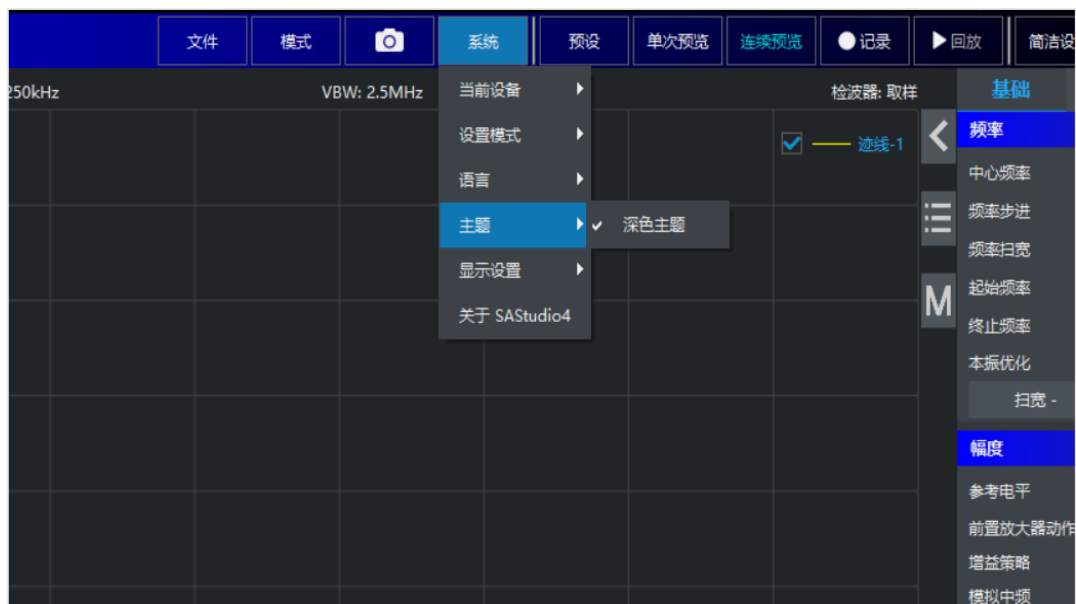 文件 模式 系统 预设 单次预览 连续预览 记录 回放 简洁设
250kHz VBW: 2.5MHz 检波器: 取样 基础
当前设备
设置模式
语言
主题 深色主题
显示设置
关于 SAStudio4
迹线-1
M
频率
中心频率
频率步进
频率扫宽
起始频率
终止频率
本振优化
扫宽 -
幅度
参考电平
前置放大器动作
增益策略
模拟中频